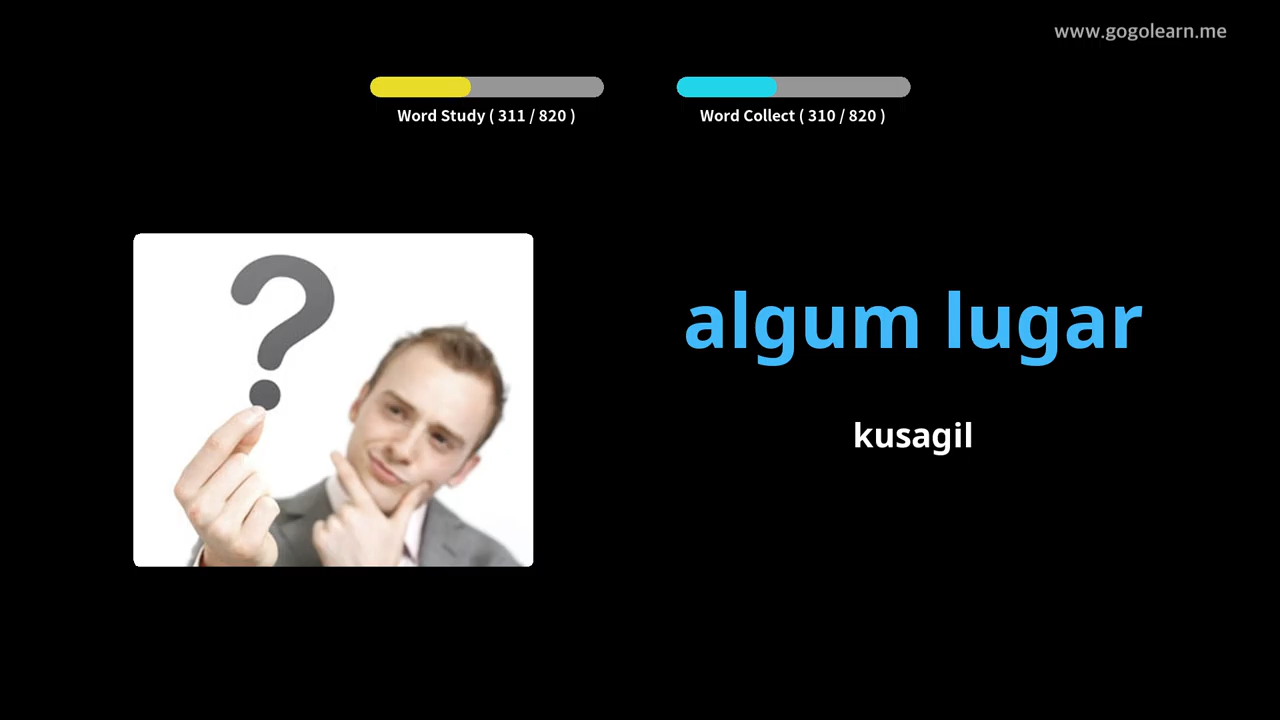 www.gogolearn.me
Word Study ( 311 / 820 )
Word Collect ( 310 / 820 )
?
algum lugar
kusagil